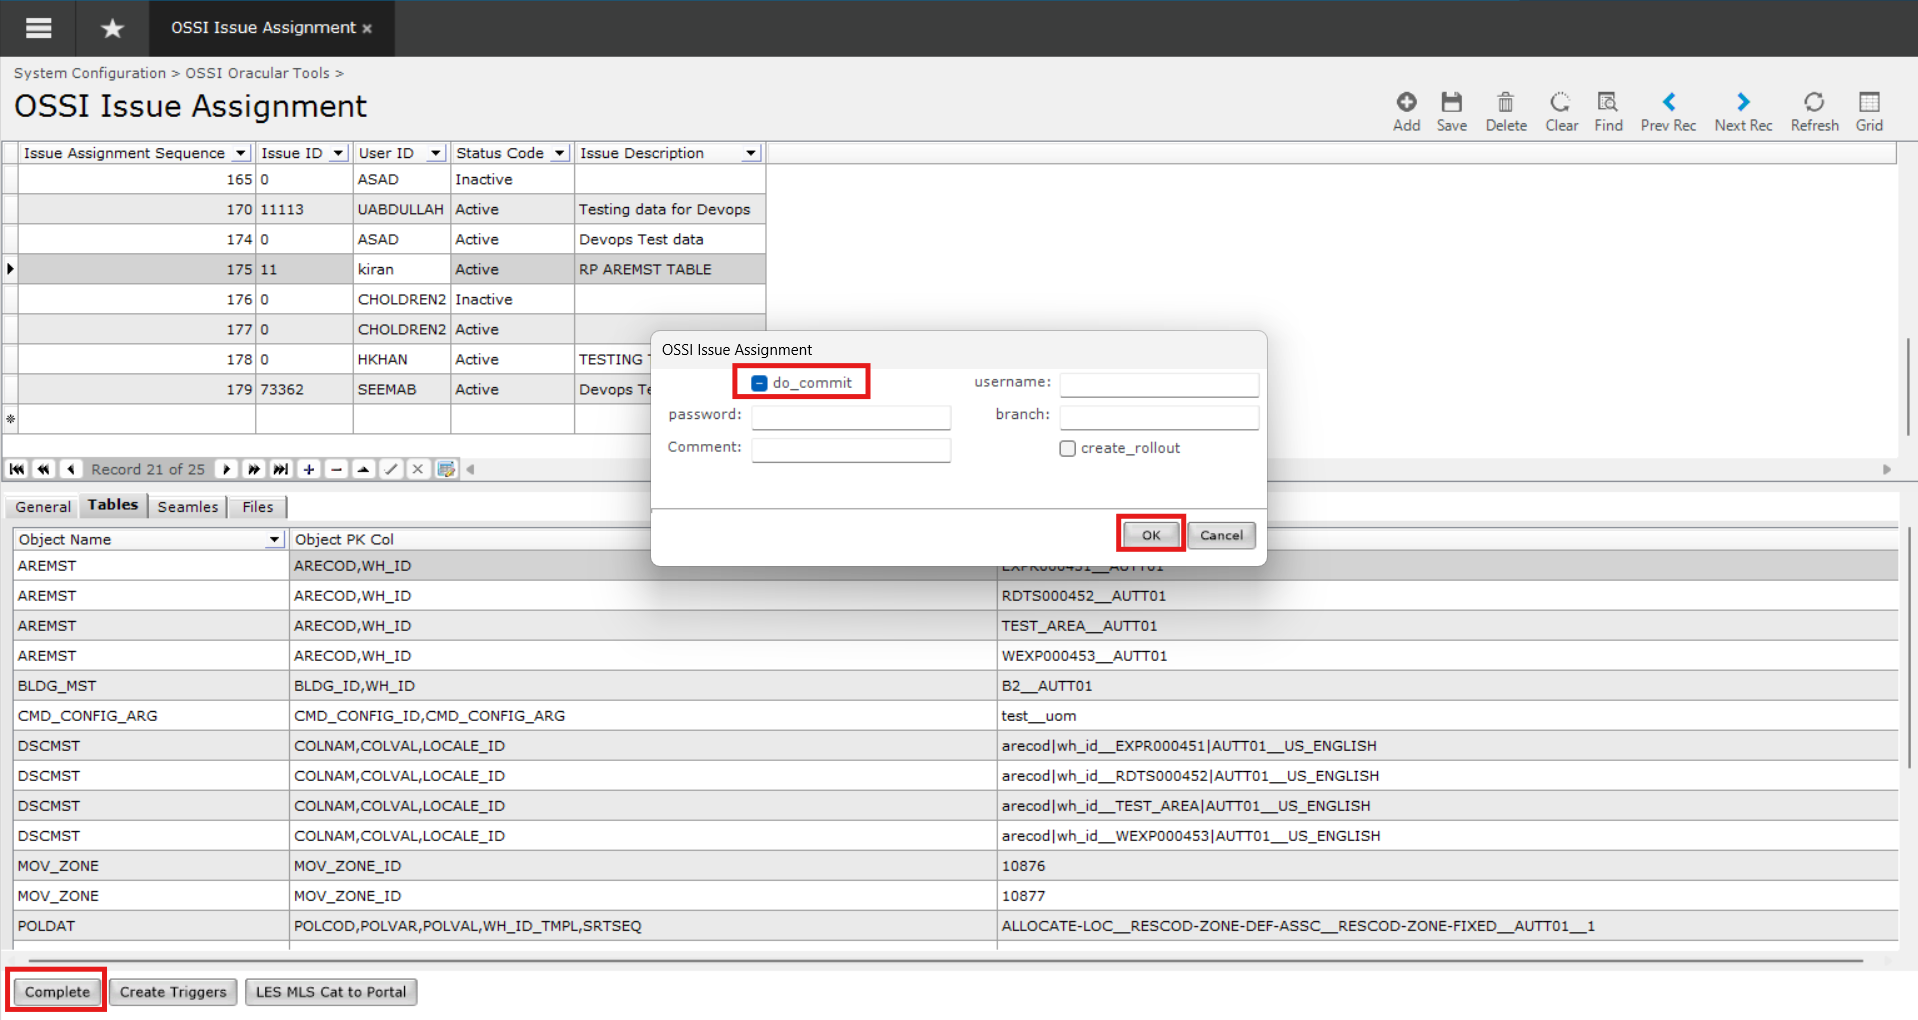 OSSI Issue Assignment ×
System Configuration > OSSI Oracular Tools >
OSSI Issue Assignment
Add Save Delete Clear Find Prev Rec Next Rec Refresh Grid
Issue Assignment Sequence Issue ID User ID Status Code Issue Description
165 0 ASAD Inactive
170 11113 UABDULLAH Active Testing data for Devops
174 0 ASAD Active Devops Test data
175 11 kiran Active RP AREMST TABLE
176 0 CHOLDREN2 Inactive
177 0 CHOLDREN2 Active
178 0 HKHAN Active TESTING
179 73362 SEEMAB Active Devops
OSSI Issue Assignment
do_commit username:
password: branch:
Comment: create_rollout
OK Cancel
Record 21 of 25
General Tables Seamles Files
Object Name Object PK Col
AREMST ARECOD,WH_ID EXPR000451__AUTT01
AREMST ARECOD,WH_ID RDTS000452__AUTT01
AREMST ARECOD,WH_ID TEST_AREA__AUTT01
AREMST ARECOD,WH_ID WEXP000453__AUTT01
BLDG_MST BLDG_ID,WH_ID B2__AUTT01
CMD_CONFIG_ARG CMD_CONFIG_ID,CMD_CONFIG_ARG test__uom
DSCMST COLNAM,COLVAL,LOCALE_ID arecod|wh_id__EXPR000451|AUTT01__US_ENGLISH
DSCMST COLNAM,COLVAL,LOCALE_ID arecod|wh_id__RDTS000452|AUTT01__US_ENGLISH
DSCMST COLNAM,COLVAL,LOCALE_ID arecod|wh_id__TEST_AREA|AUTT01__US_ENGLISH
DSCMST COLNAM,COLVAL,LOCALE_ID arecod|wh_id__WEXP000453|AUTT01__US_ENGLISH
MOV_ZONE MOV_ZONE_ID 10876
MOV_ZONE MOV_ZONE_ID 10877
POLDAT POLCOD,POLVAR,POLVAL,WH_ID_TMPL,SRTSEQ ALLOCATE-LOC__RESCOD-ZONE-DEF-ASSC__RESCOD-ZONE-FIXED__AUTT01__1
Complete Create Triggers LES MLS Cat to Portal